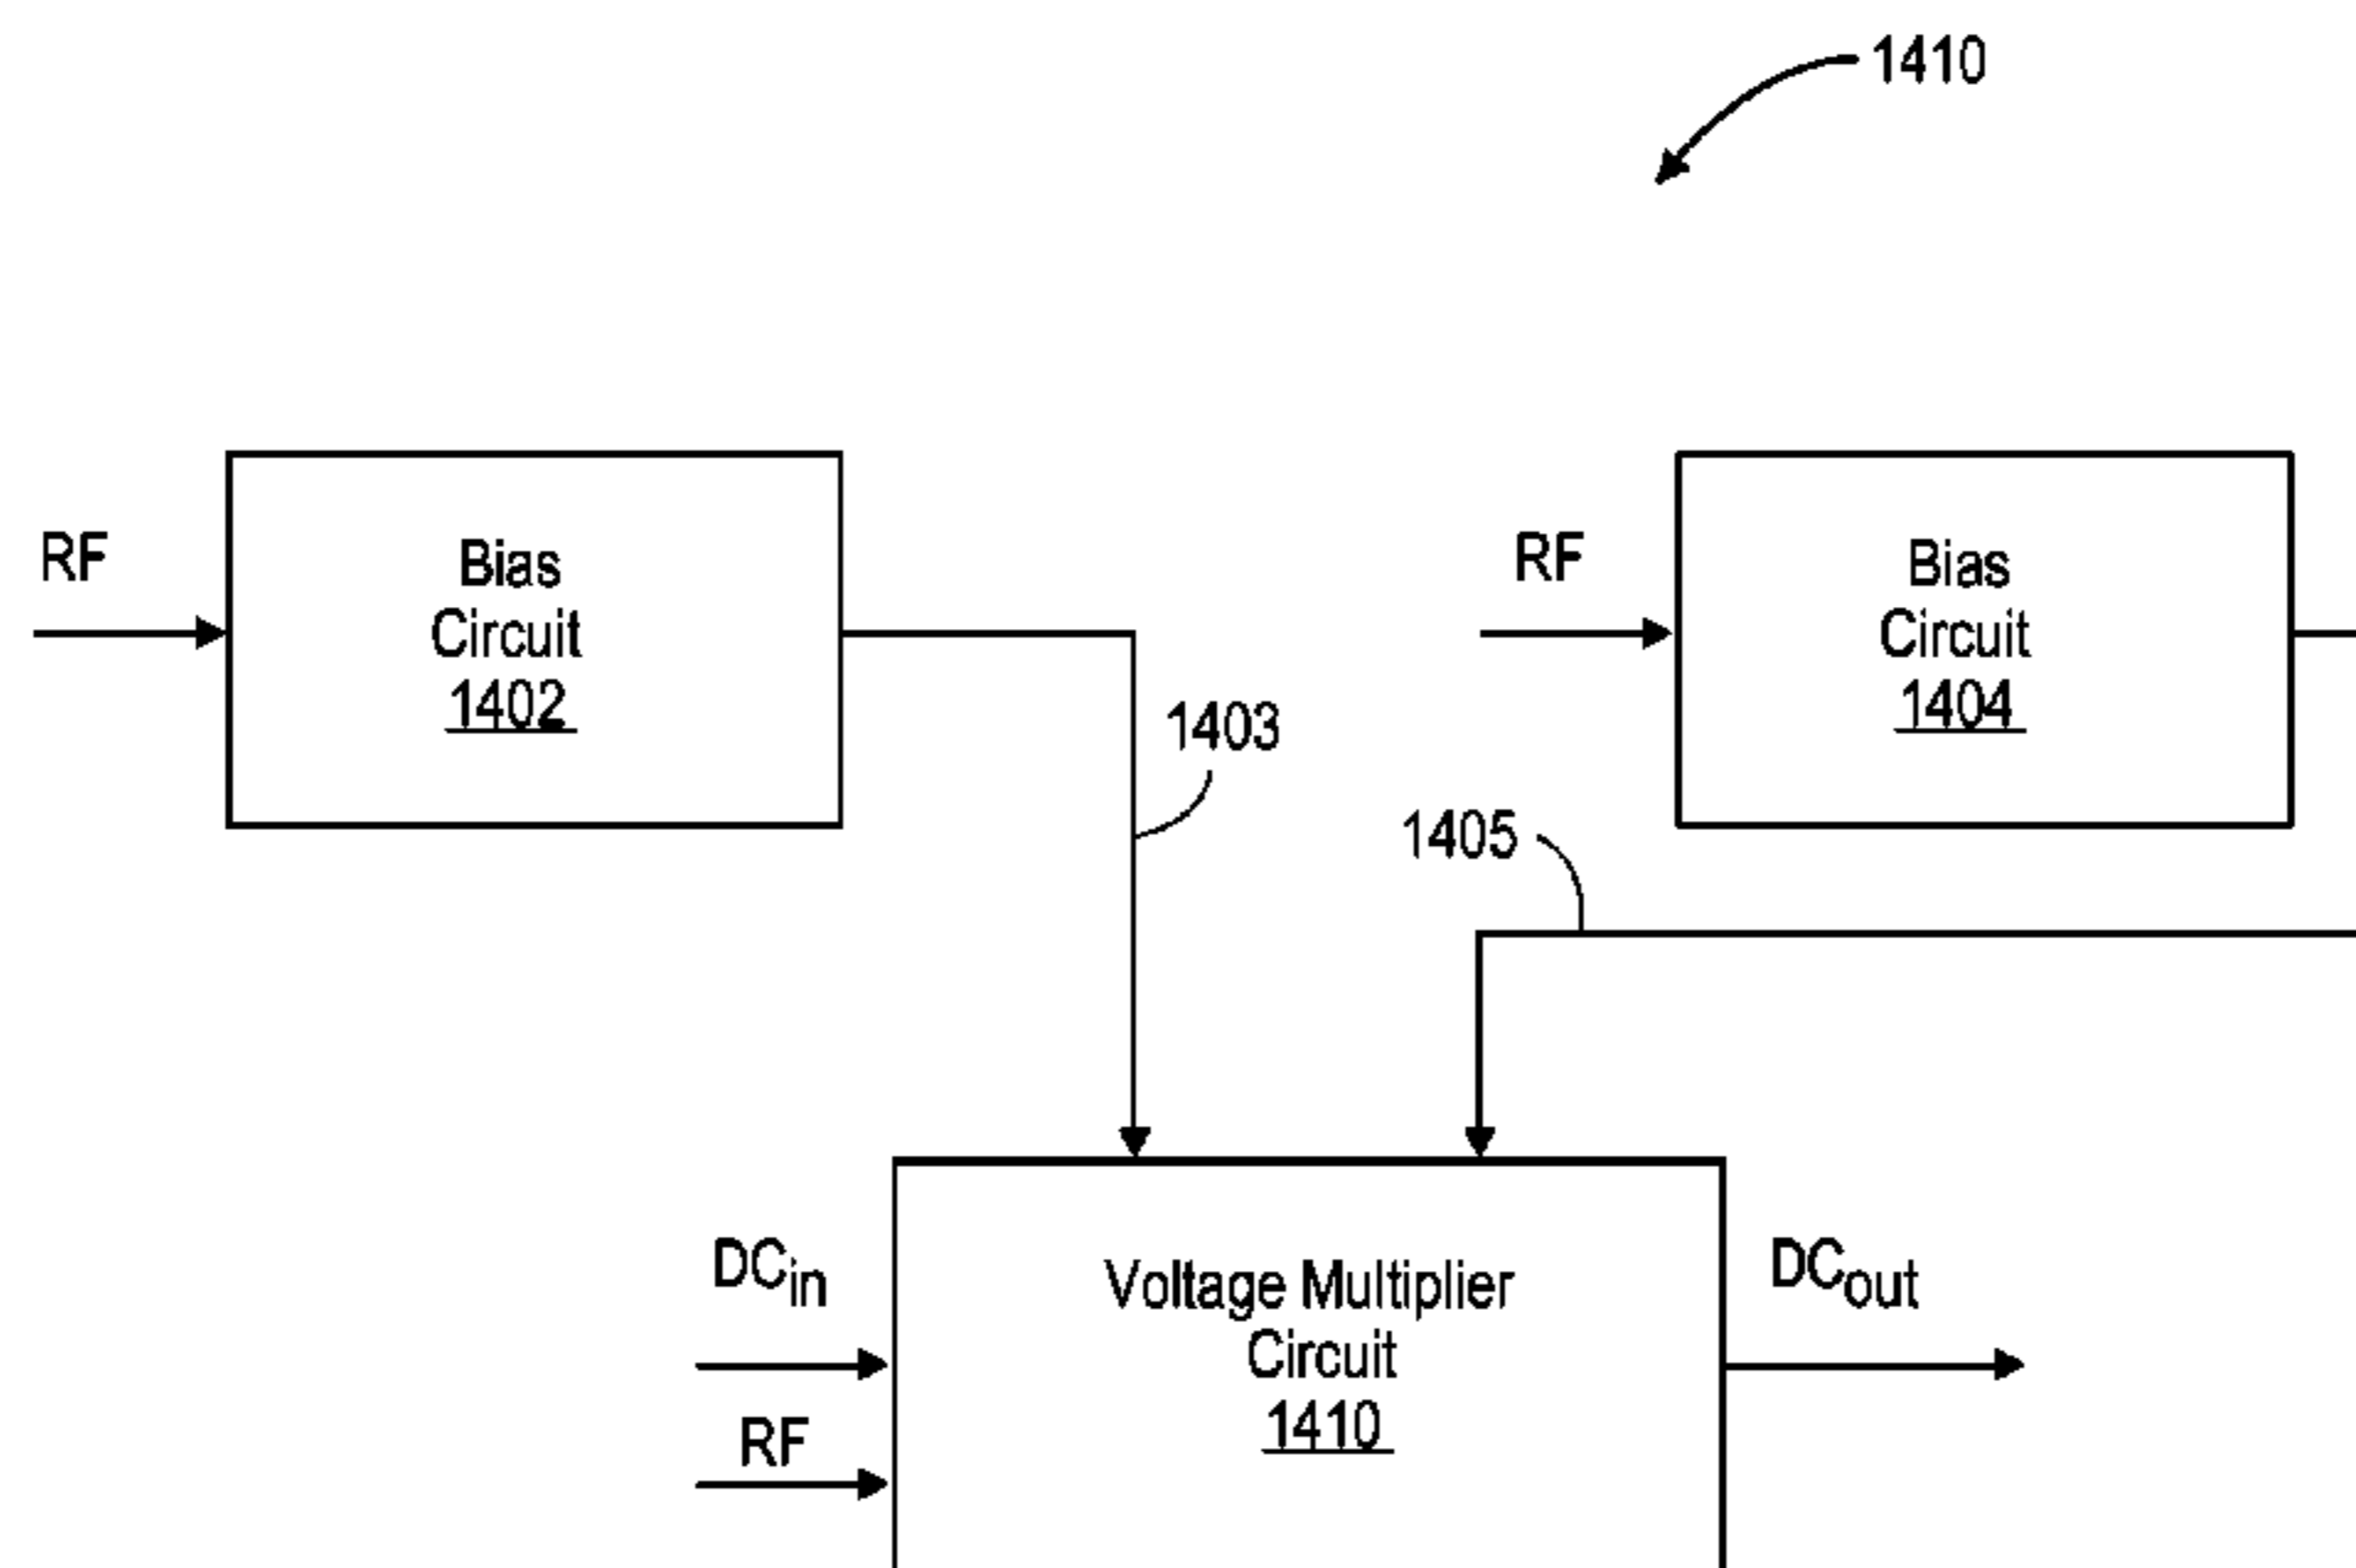 1410
RF
Bias
Circuit
1402
RF
Bias
Circuit
1404
1403
1405
DCin
RF
Voltage Multiplier
Circuit
1410
DCout